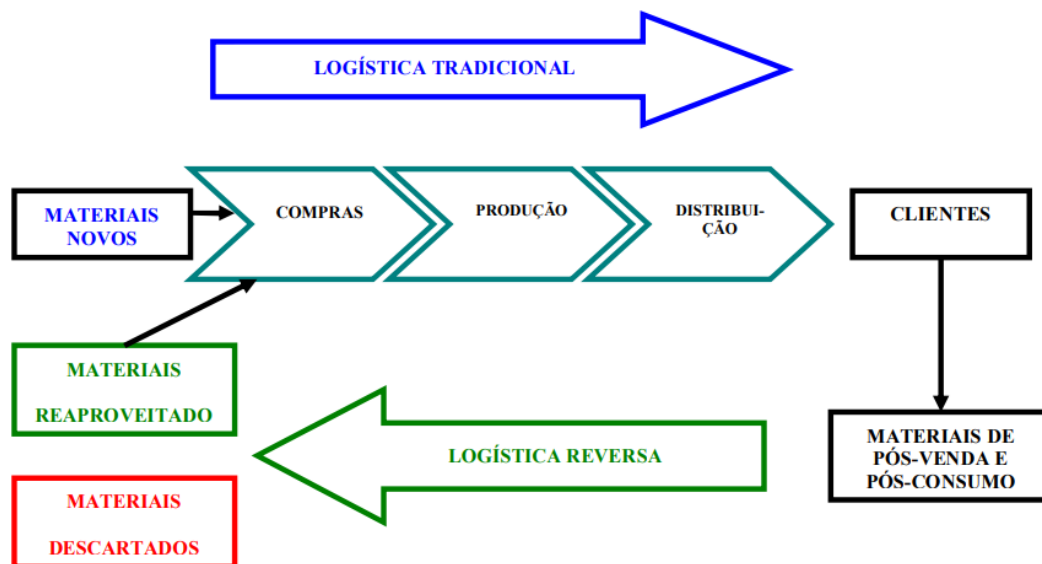 LOGÍSTICA TRADICIONAL
MATERIAIS
NOVOS
COMPRAS
PRODUÇÃO
DISTRIBUI-
ÇÃO
CLIENTES
MATERIAIS
REAPROVEITADO
LOGÍSTICA REVERSA
MATERIAIS DE
PÓS-VENDA E
PÓS-CONSUMO
MATERIAIS
DESCARTADOS